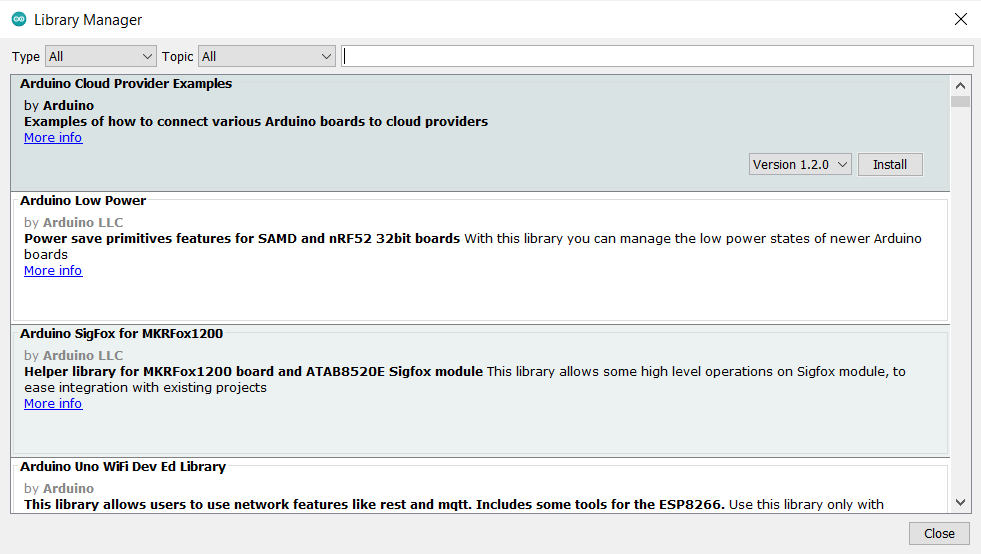 Library Manager
Type All Topic All
Arduino Cloud Provider Examples
by Arduino
Examples of how to connect various Arduino boards to cloud providers
More info
Version 1.2.0 Install
Arduino Low Power
by Arduino LLC
Power save primitives features for SAMD and nRF52 32bit boards With this library you can manage the low power states of newer Arduino
boards
More info
Arduino SigFox for MKRFox1200
by Arduino LLC
Helper library for MKRFox1200 board and ATAB8520E Sigfox module This library allows some high level operations on Sigfox module, to
ease integration with existing projects
More info
Arduino Uno WiFi Dev Ed Library
by Arduino
This library allows users to use network features like rest and mqtt. Includes some tools for the ESP8266. Use this library only with
Close